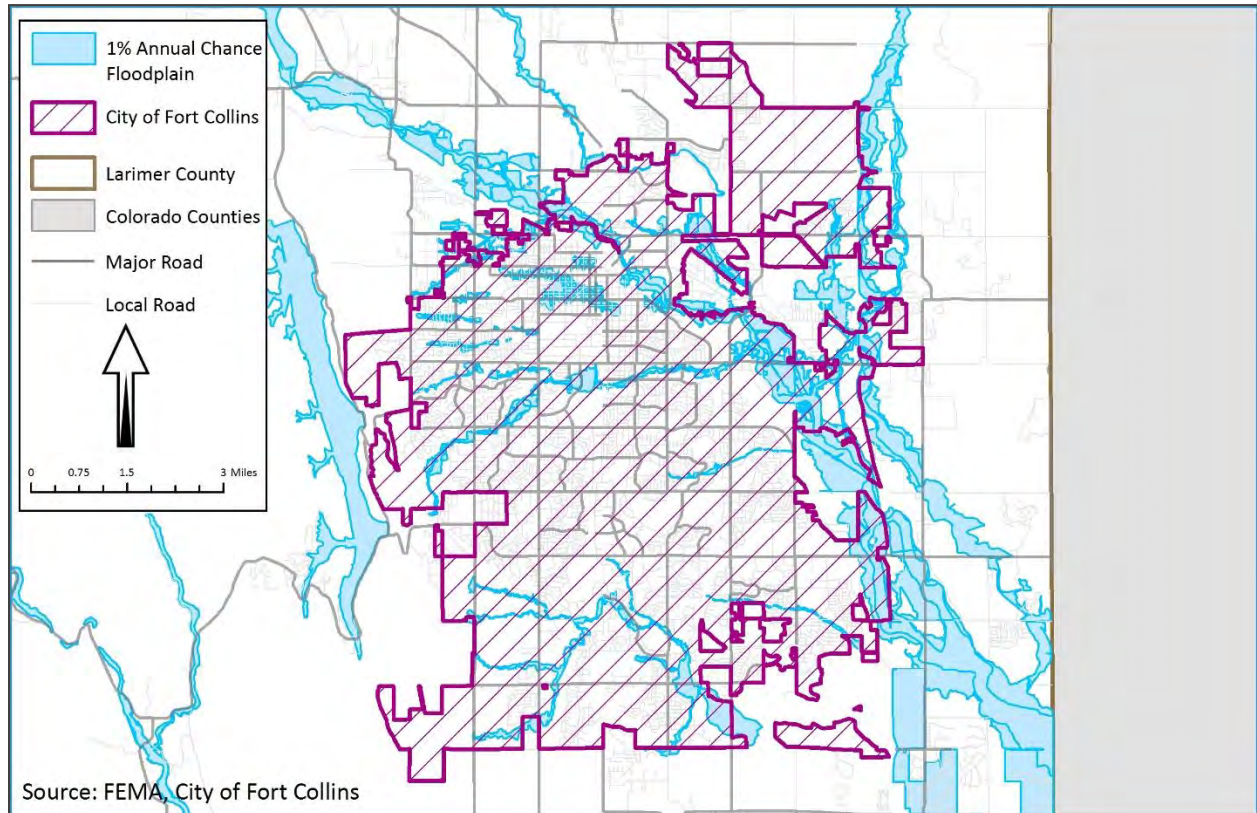 1% Annual Chance
Floodplain
City of Fort Collins
Larimer County
Colorado Counties
Major Road
Local Road
0 0.75 1.5 3 Miles
Source: FEMA, City of Fort Collins